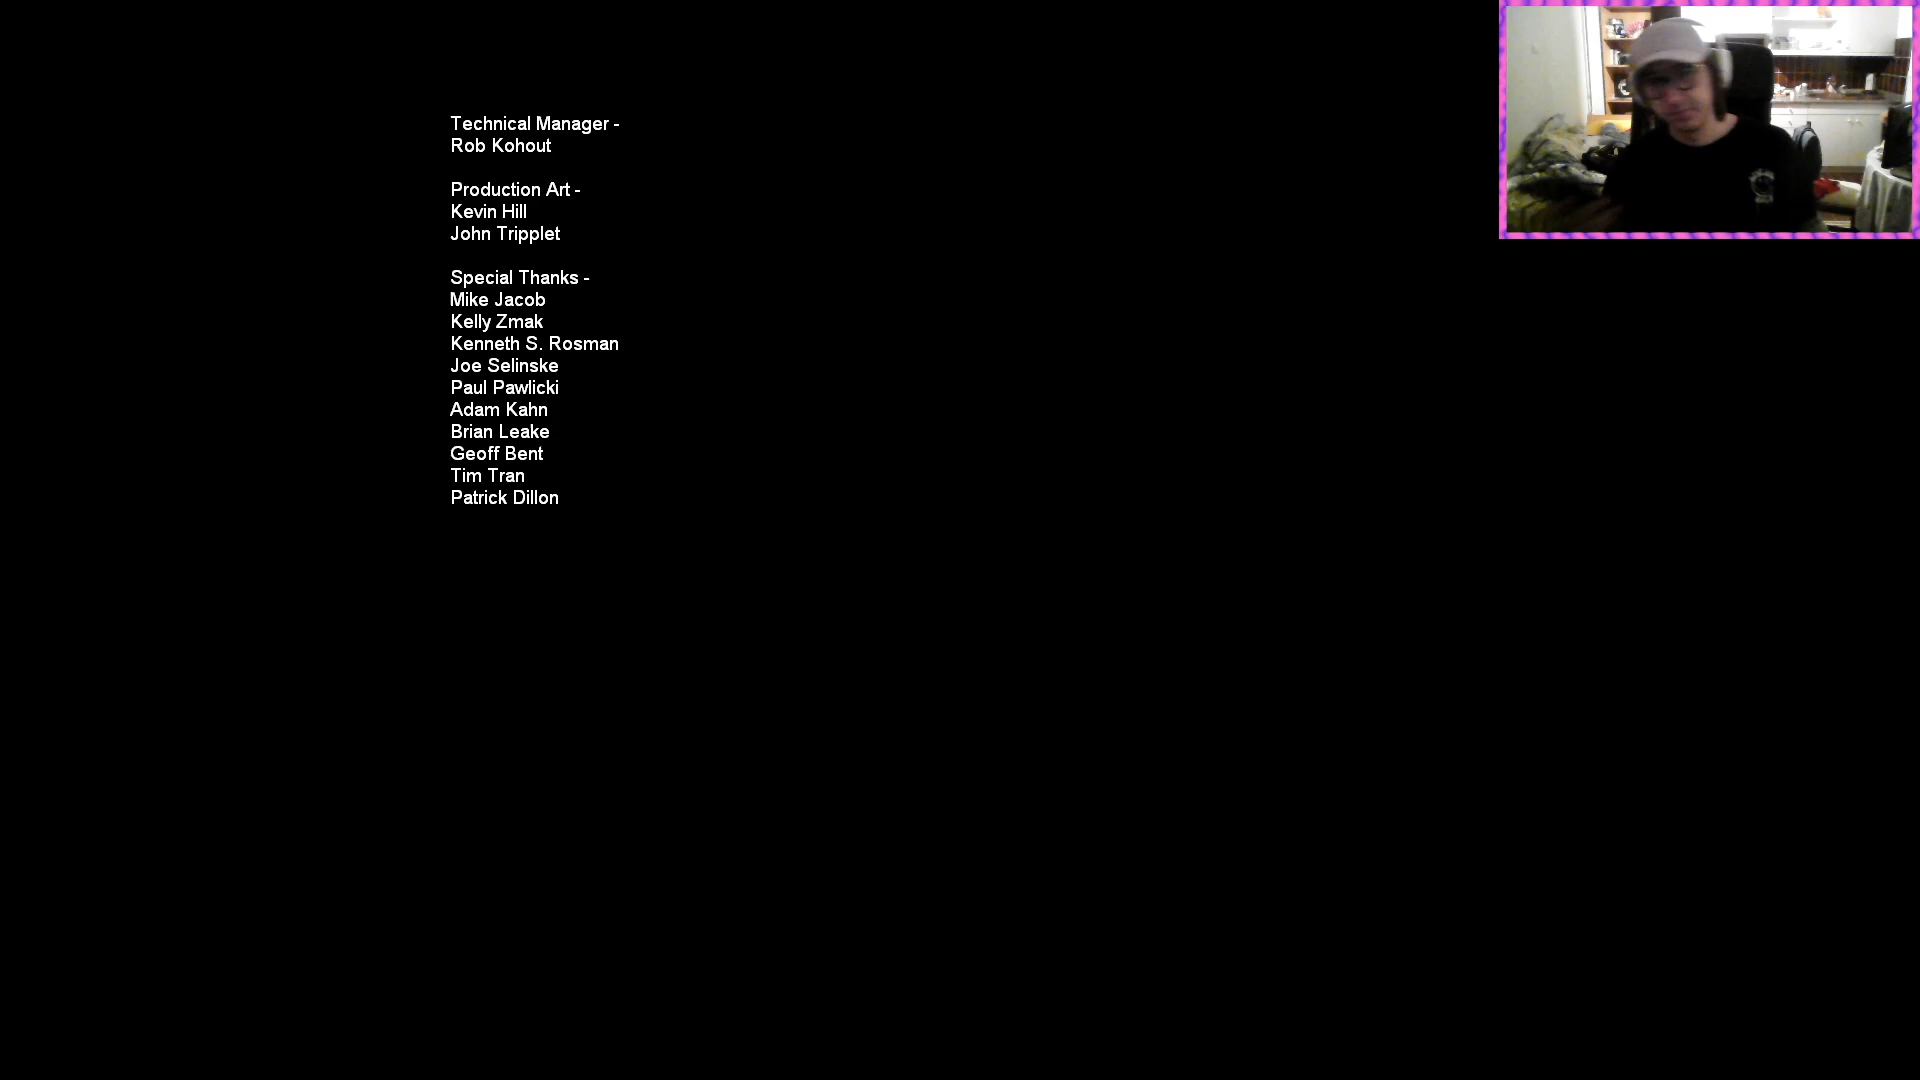 Technical Manager -
Rob Kohout
Production Art -
Kevin Hill
John Tripplet
Special Thanks -
Mike Jacob
Kelly Zmak
Kenneth S. Rosman
Joe Selinske
Paul Pawlicki
Adam Kahn
Brian Leake
Geoff Bent
Tim Tran
Patrick Dillon